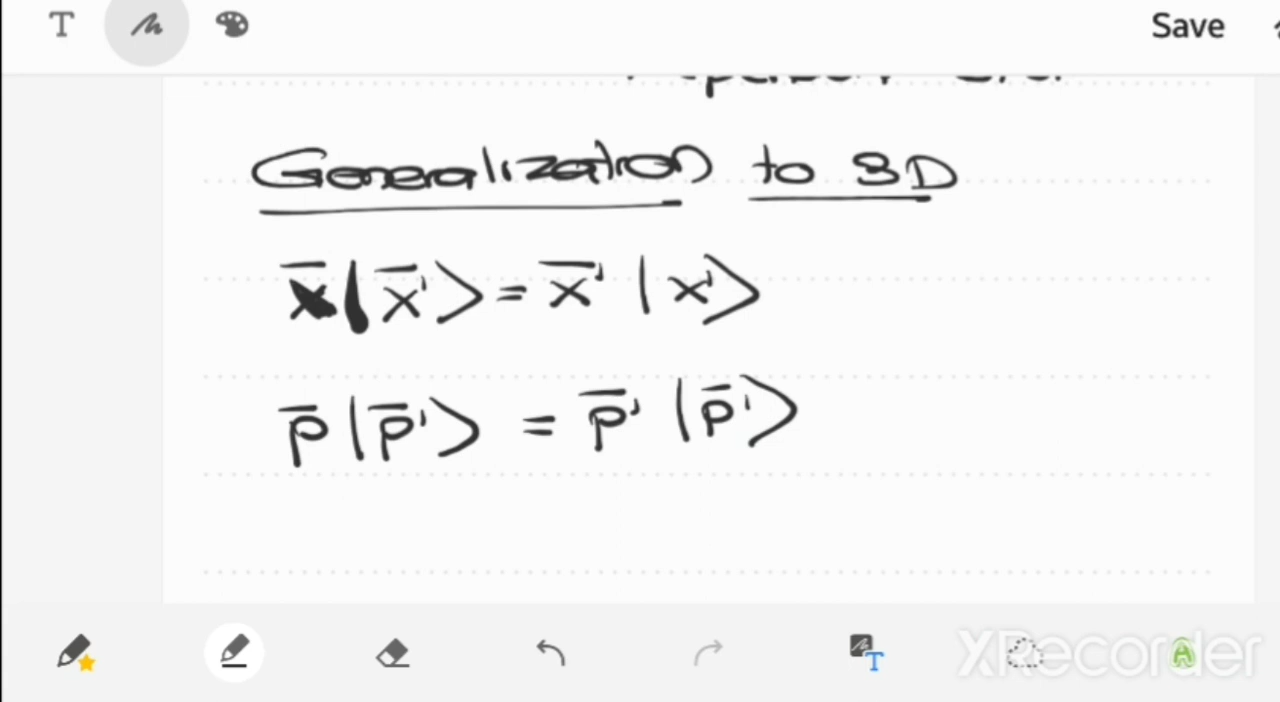 T Save
Generalization to 3D
x̄|x̄'> = x̄' |x'>
p̄|p̄'> = p̄' |p̄'>
T XRecorder